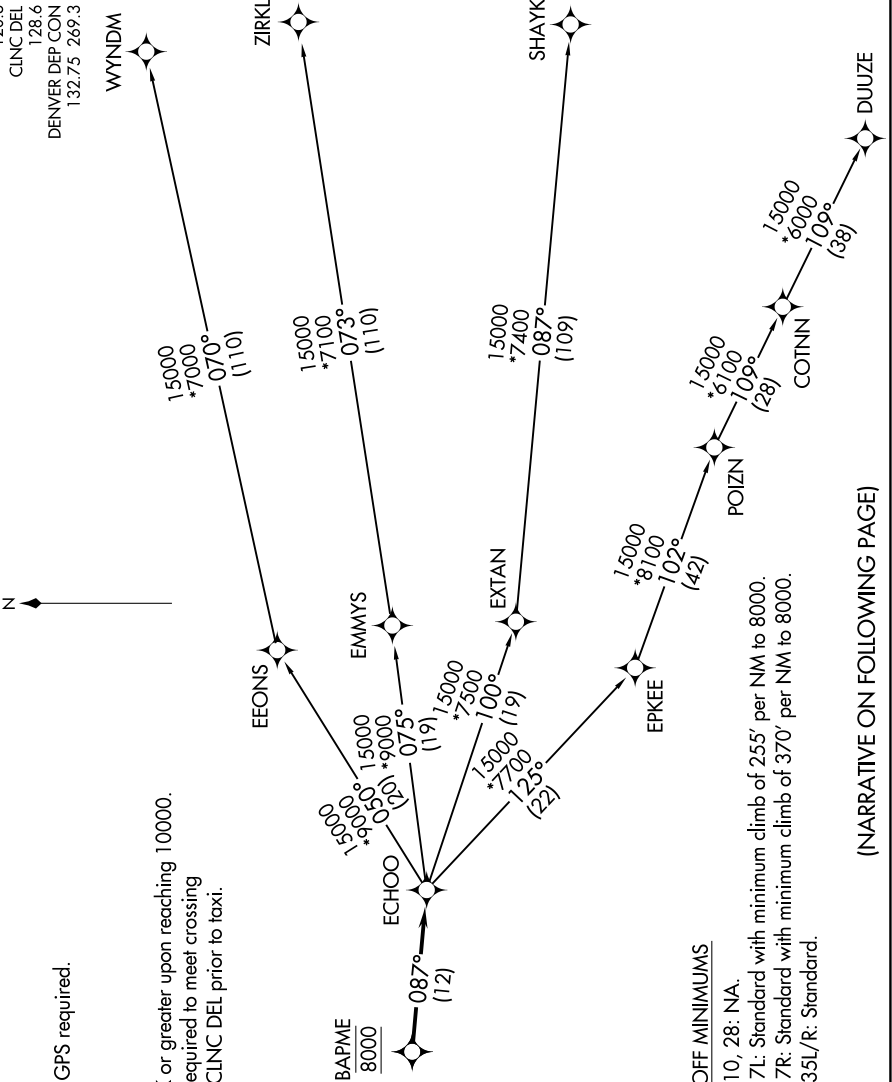 CLNC DEL
128.6
DENVER DEP CON
132.75 269.3
N
WYNDM
ZIRKL
SHAYK
DUUZE
15000
*7000
070°
(110)
15000
*7100
073°
(110)
15000
*7400
087°
(109)
15000
*6000
109°
(38)
COTNN
15000
*6100
109°
(28)
POIZN
15000
*8100
102°
(42)
EEONS
EMMYS
EXTAN
EPKEE
15000
*9000
050°
(20)
15000
*9000
075°
(19)
15000
*7500
100°
(19)
15000
*7700
125°
(22)
ECHOO
087°
(12)
BAPME
8000
GPS required.
or greater upon reaching 10000.
equired to meet crossing
CLNC DEL prior to taxi.
OFF MINIMUMS
10, 28: NA.
7L: Standard with minimum climb of 255' per NM to 8000.
7R: Standard with minimum climb of 370' per NM to 8000.
35L/R: Standard.
(NARRATIVE ON FOLLOWING PAGE)